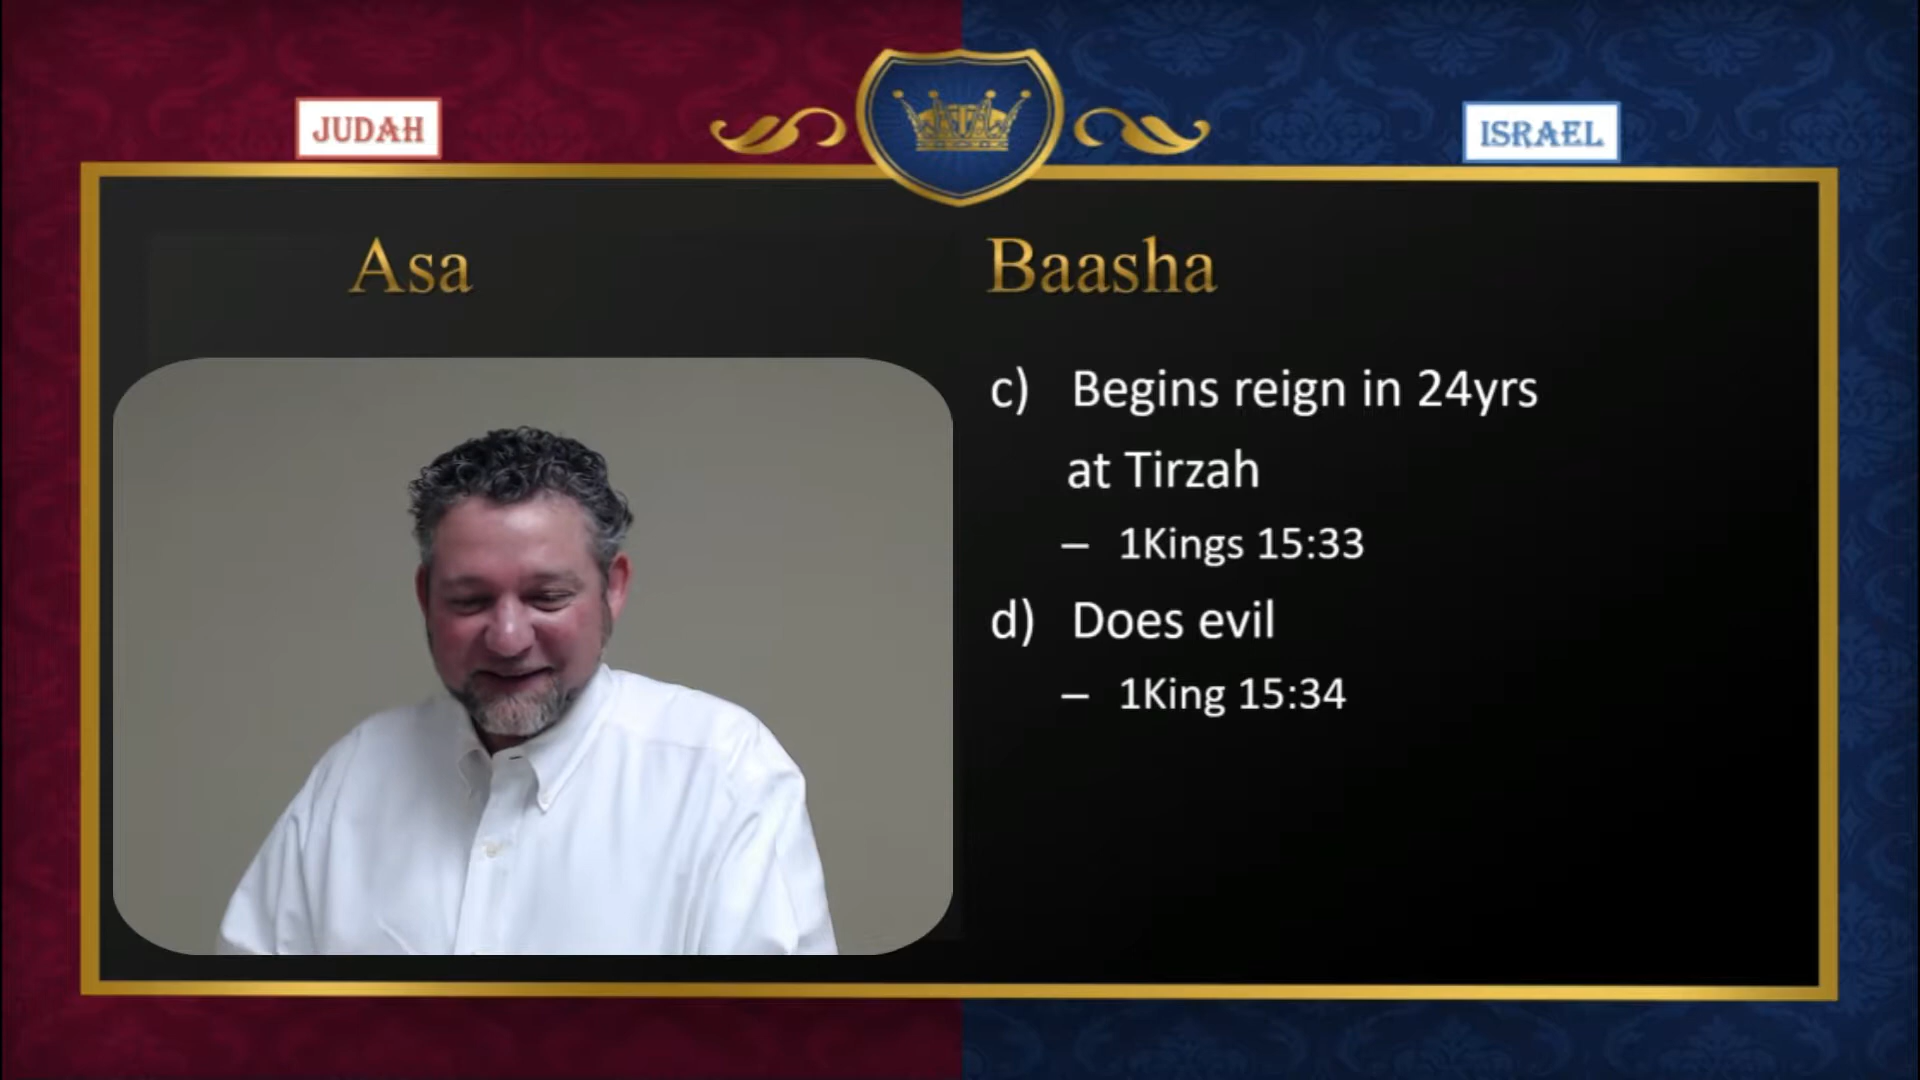 JUDAH
ISRAEL
Asa
Baasha
c) Begins reign in 24yrs
at Tirzah
– 1Kings 15:33
d) Does evil
– 1King 15:34